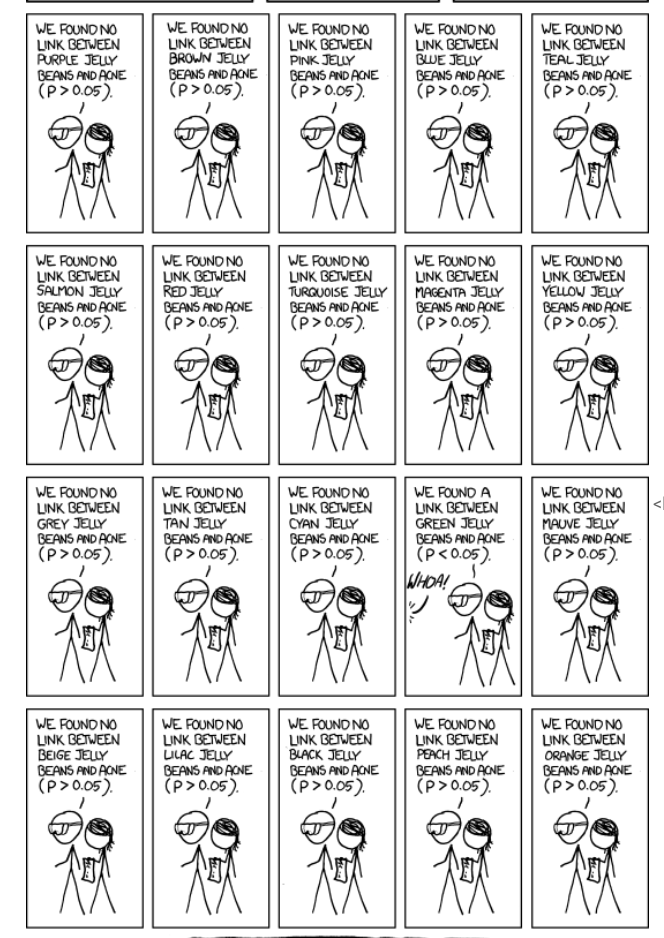 WE FOUND NO
LINK BETWEEN
PURPLE JELLY
BEANS AND ACNE
(P > 0.05).
WE FOUND NO
LINK BETWEEN
BROWN JELLY
BEANS AND ACNE
(P > 0.05).
WE FOUND NO
LINK BETWEEN
PINK JELLY
BEANS AND ACNE
(P > 0.05).
WE FOUND NO
LINK BETWEEN
BLUE JELLY
BEANS AND ACNE
(P > 0.05).
WE FOUND NO
LINK BETWEEN
TEAL JELLY
BEANS AND ACNE
(P > 0.05).
WE FOUND NO
LINK BETWEEN
SALMON JELLY
BEANS AND ACNE
(P > 0.05).
WE FOUND NO
LINK BETWEEN
RED JELLY
BEANS AND ACNE
(P > 0.05).
WE FOUND NO
LINK BETWEEN
TURQUOISE JELLY
BEANS AND ACNE
(P > 0.05).
WE FOUND NO
LINK BETWEEN
MAGENTA JELLY
BEANS AND ACNE
(P > 0.05).
WE FOUND NO
LINK BETWEEN
YELLOW JELLY
BEANS AND ACNE
(P > 0.05).
WE FOUND NO
LINK BETWEEN
GREY JELLY
BEANS AND ACNE
(P > 0.05).
WE FOUND NO
LINK BETWEEN
TAN JELLY
BEANS AND ACNE
(P > 0.05).
WE FOUND NO
LINK BETWEEN
CYAN JELLY
BEANS AND ACNE
(P > 0.05).
WE FOUND A
LINK BETWEEN
GREEN JELLY
BEANS AND ACNE
(P < 0.05).
WHOA!
WE FOUND NO
LINK BETWEEN
MAUVE JELLY
BEANS AND ACNE
(P > 0.05).
WE FOUND NO
LINK BETWEEN
BEIGE JELLY
BEANS AND ACNE
(P > 0.05).
WE FOUND NO
LINK BETWEEN
LILAC JELLY
BEANS AND ACNE
(P > 0.05).
WE FOUND NO
LINK BETWEEN
BLACK JELLY
BEANS AND ACNE
(P > 0.05).
WE FOUND NO
LINK BETWEEN
PEACH JELLY
BEANS AND ACNE
(P > 0.05).
WE FOUND NO
LINK BETWEEN
ORANGE JELLY
BEANS AND ACNE
(P > 0.05).